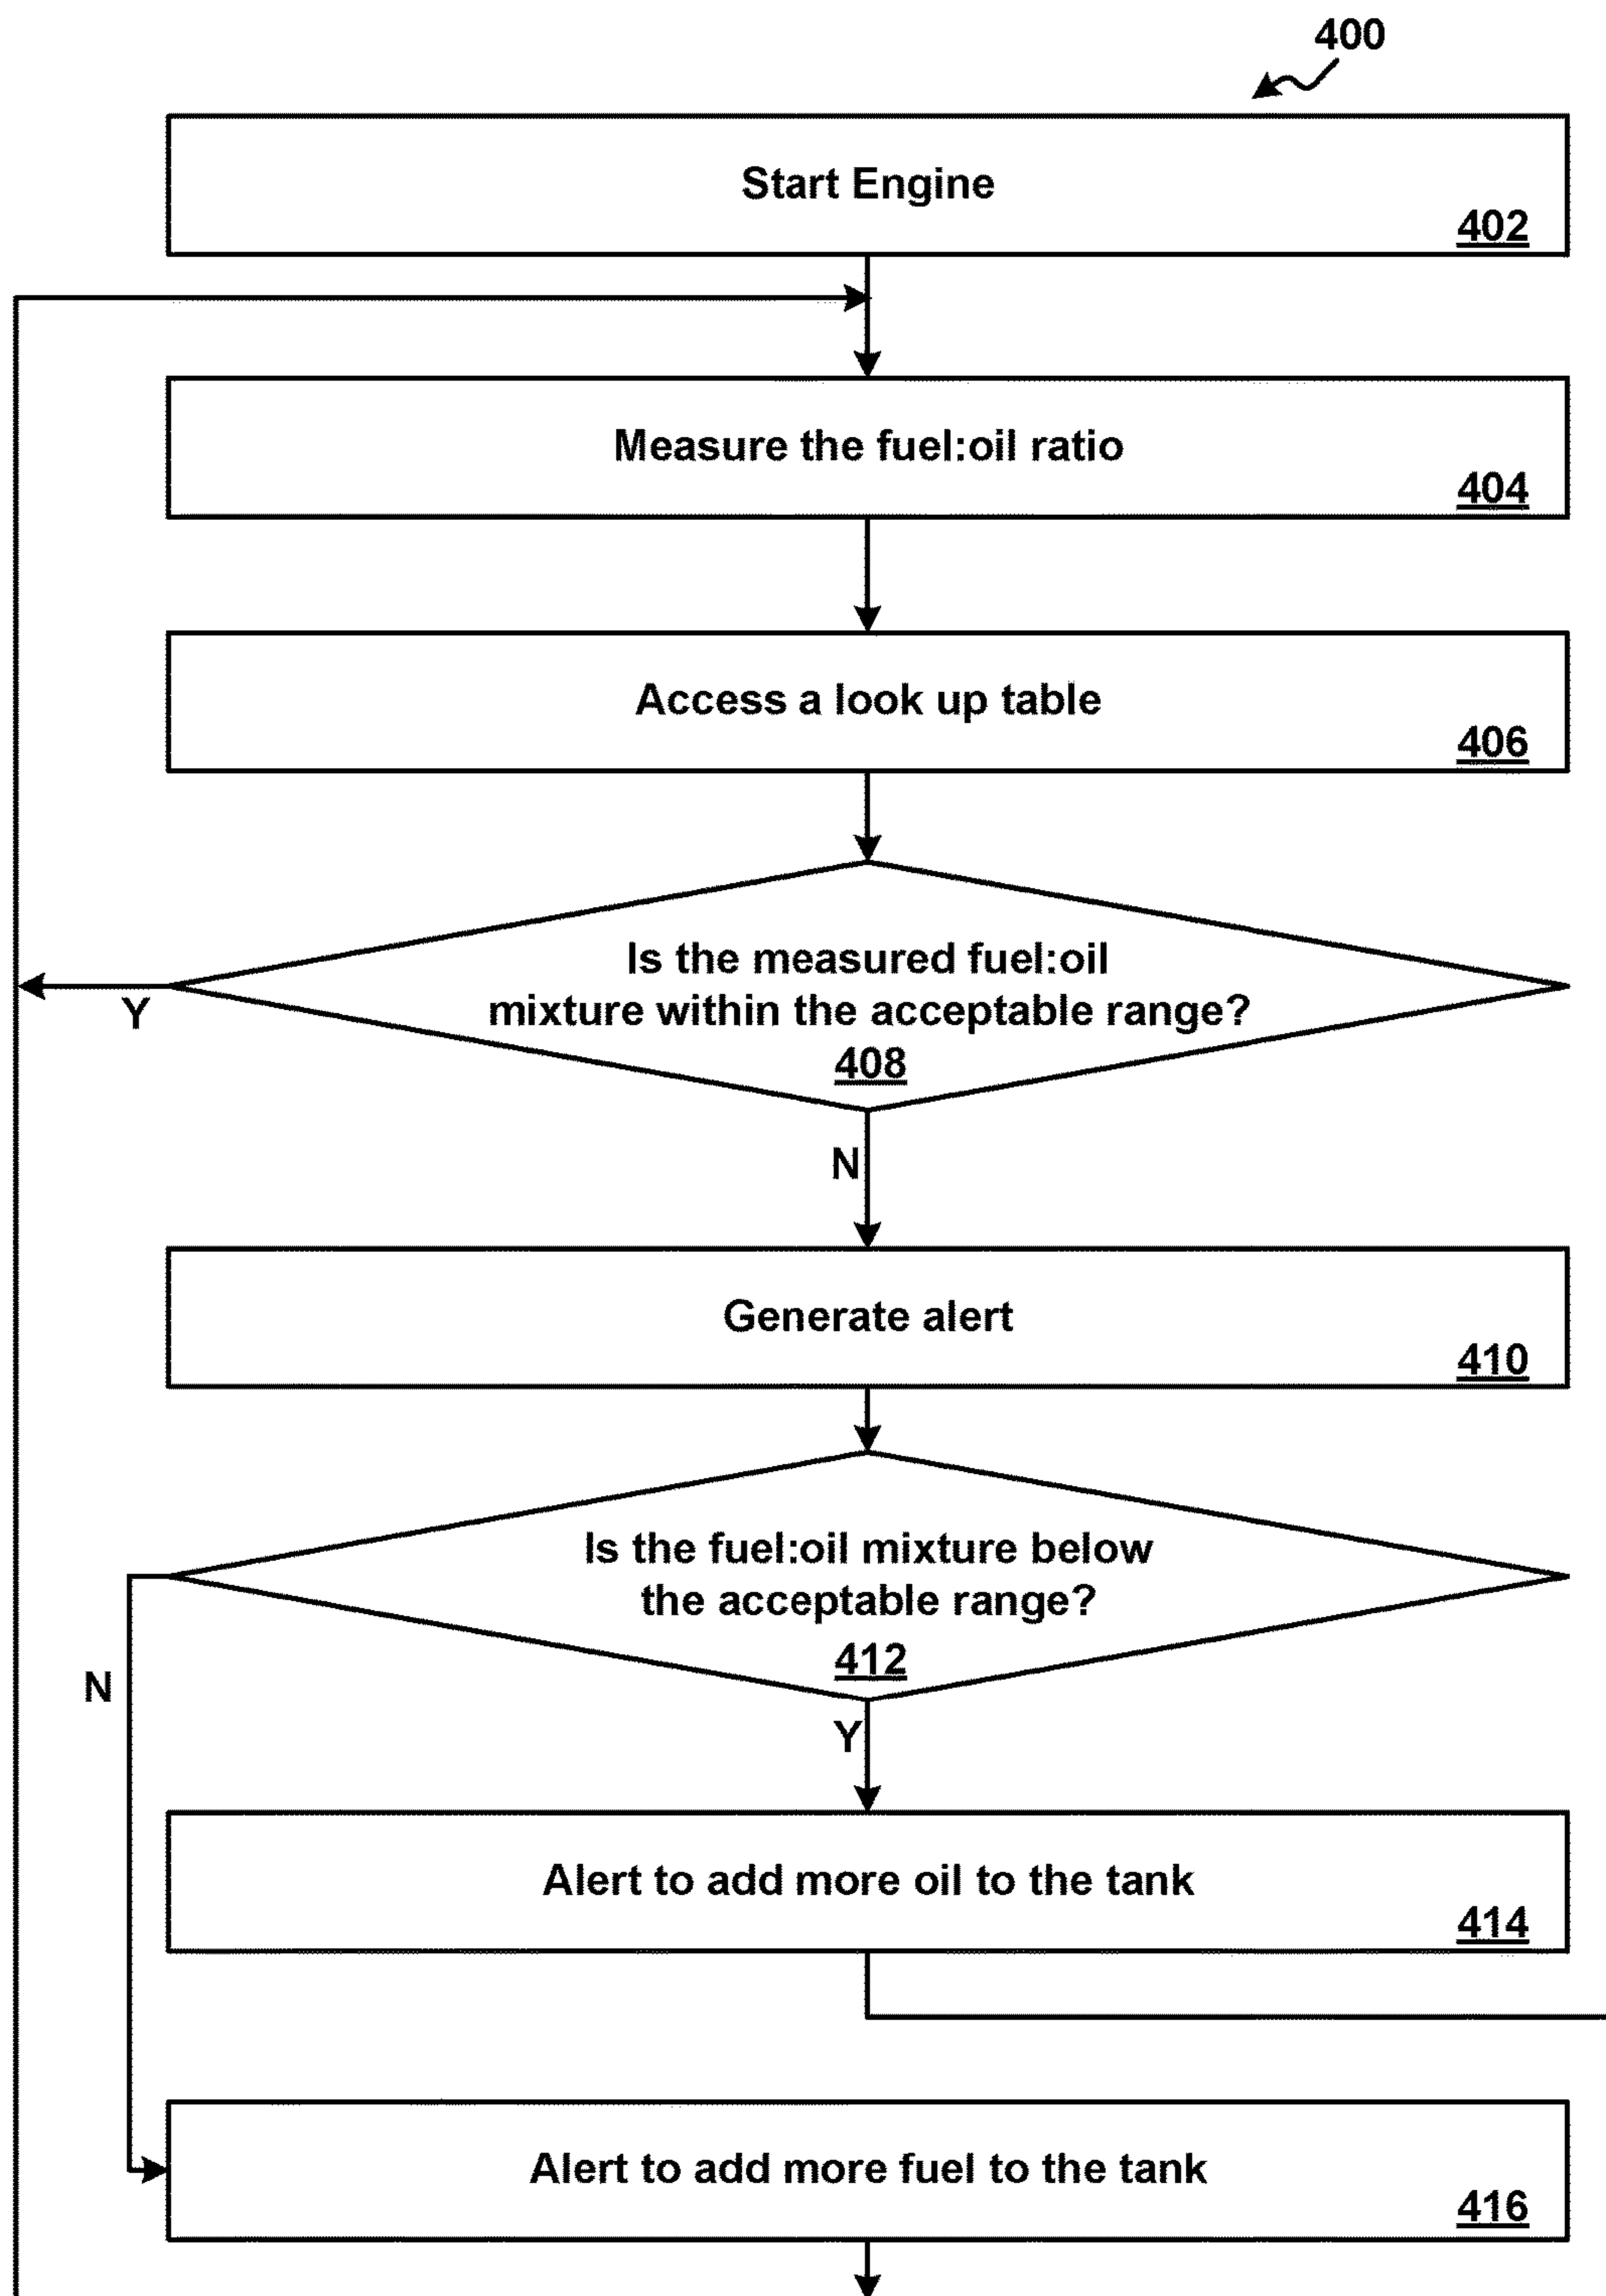 400
Start Engine
402
Measure the fuel:oil ratio
404
Access a look up table
406
Is the measured fuel:oil
mixture within the acceptable range?
408
Y
N
Generate alert
410
Is the fuel:oil mixture below
the acceptable range?
412
N
Y
Alert to add more oil to the tank
414
Alert to add more fuel to the tank
416